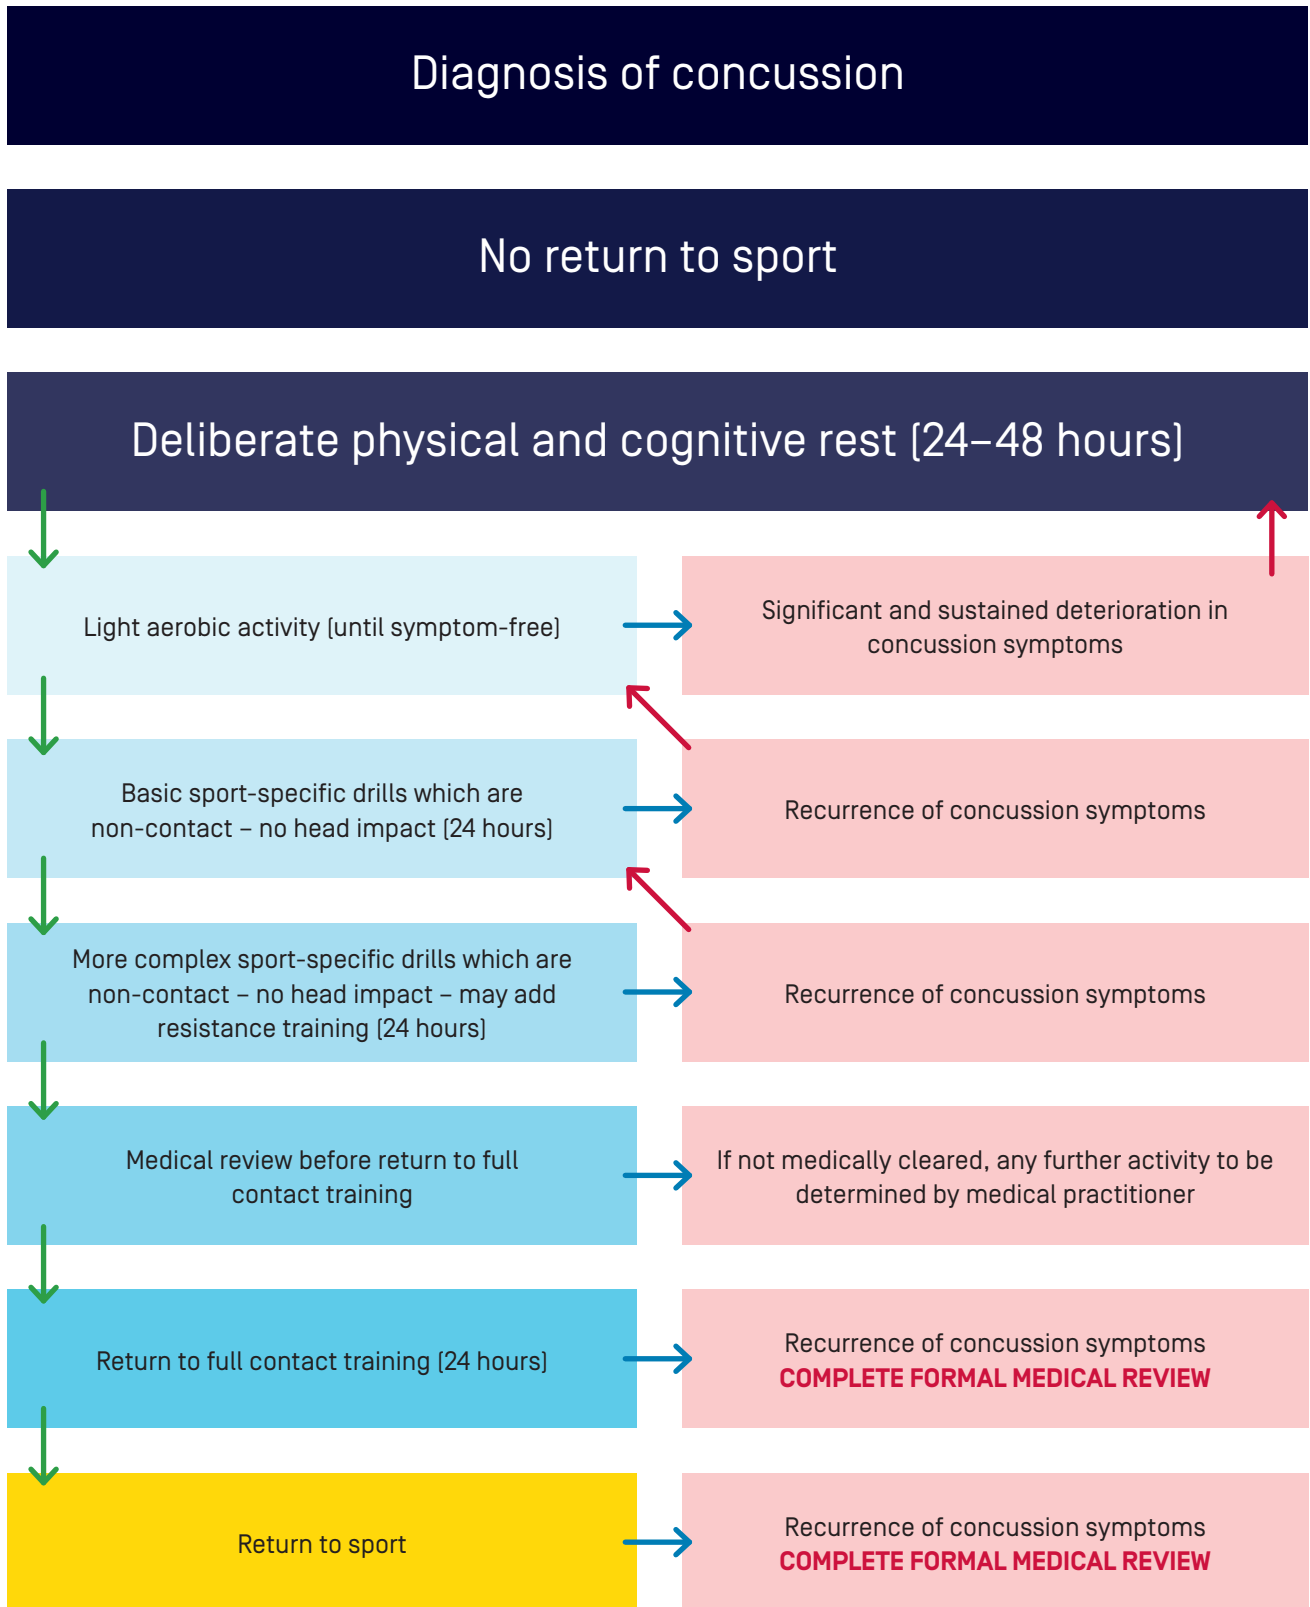 Diagnosis of concussion
No return to sport
Deliberate physical and cognitive rest (24–48 hours)
Light aerobic activity (until symptom-free)
Significant and sustained deterioration in
concussion symptoms
Basic sport-specific drills which are
non-contact – no head impact (24 hours)
Recurrence of concussion symptoms
More complex sport-specific drills which are
non-contact – no head impact – may add
resistance training (24 hours)
Recurrence of concussion symptoms
Medical review before return to full
contact training
If not medically cleared, any further activity to be
determined by medical practitioner
Return to full contact training (24 hours)
Recurrence of concussion symptoms
COMPLETE FORMAL MEDICAL REVIEW
Return to sport
Recurrence of concussion symptoms
COMPLETE FORMAL MEDICAL REVIEW